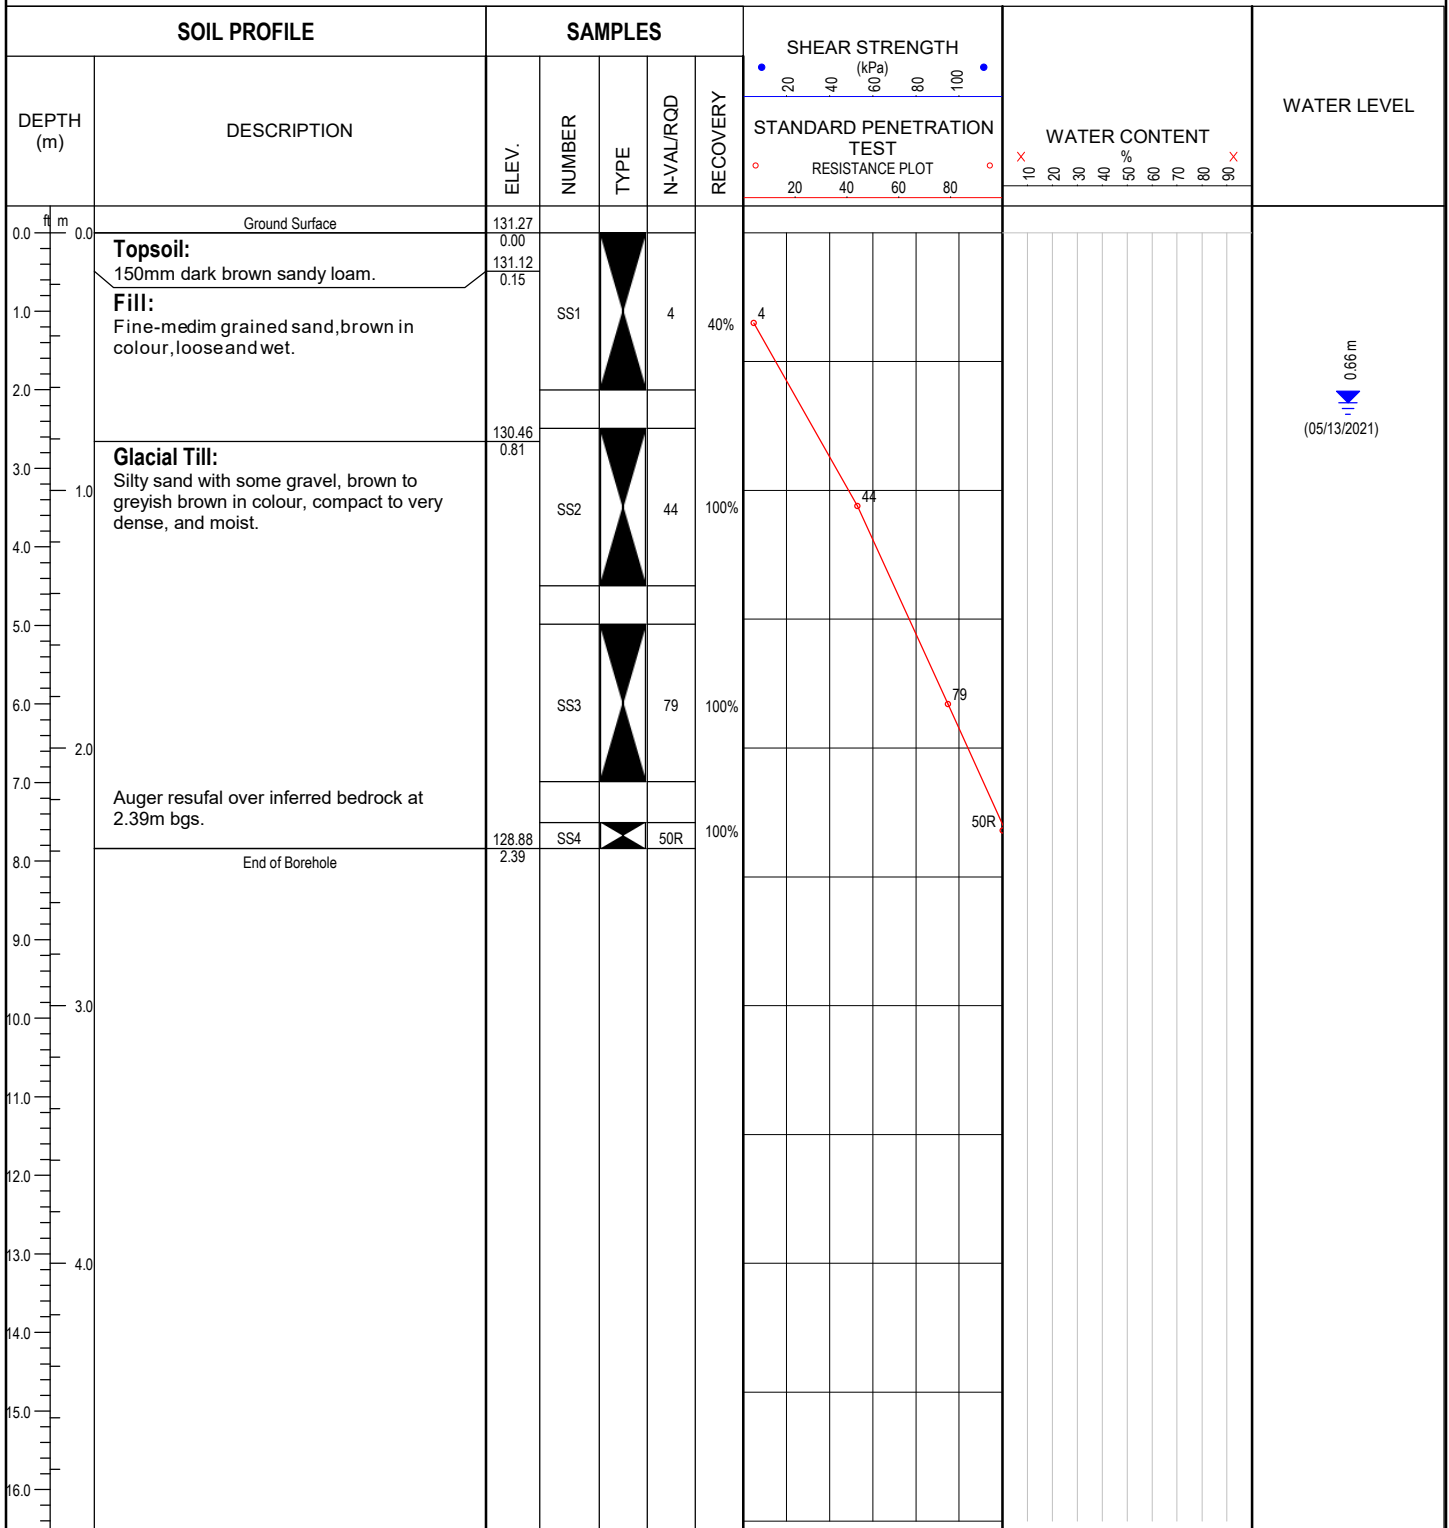 SOIL PROFILE
SAMPLES
SHEAR STRENGTH
(kPa)
20 40 60 80 100
STANDARD PENETRATION
TEST
RESISTANCE PLOT
20 40 60 80
WATER CONTENT
%
10 20 30 40 50 60 70 80 90
WATER LEVEL
DEPTH
(m)
DESCRIPTION
ELEV.
NUMBER
TYPE
N-VAL/RQD
RECOVERY
ft m
Ground Surface
131.27
0.0
0.0
0.00
Topsoil:
131.12
150mm dark brown sandy loam.
0.15
Fill:
1.0
Fine-medim grained sand, brown in
colour, loose and wet.
SS1
4
40%
4
0.66 m
(05/13/2021)
2.0
130.46
0.81
Glacial Till:
Silty sand with some gravel, brown to
greyish brown in colour, compact to very
dense, and moist.
3.0
1.0
SS2
44
100%
44
4.0
5.0
6.0
SS3
79
100%
79
2.0
7.0
Auger resufal over inferred bedrock at
2.39m bgs.
128.88
SS4
50R
100%
50R
2.39
8.0
End of Borehole
9.0
3.0
10.0
11.0
12.0
13.0
4.0
14.0
15.0
16.0